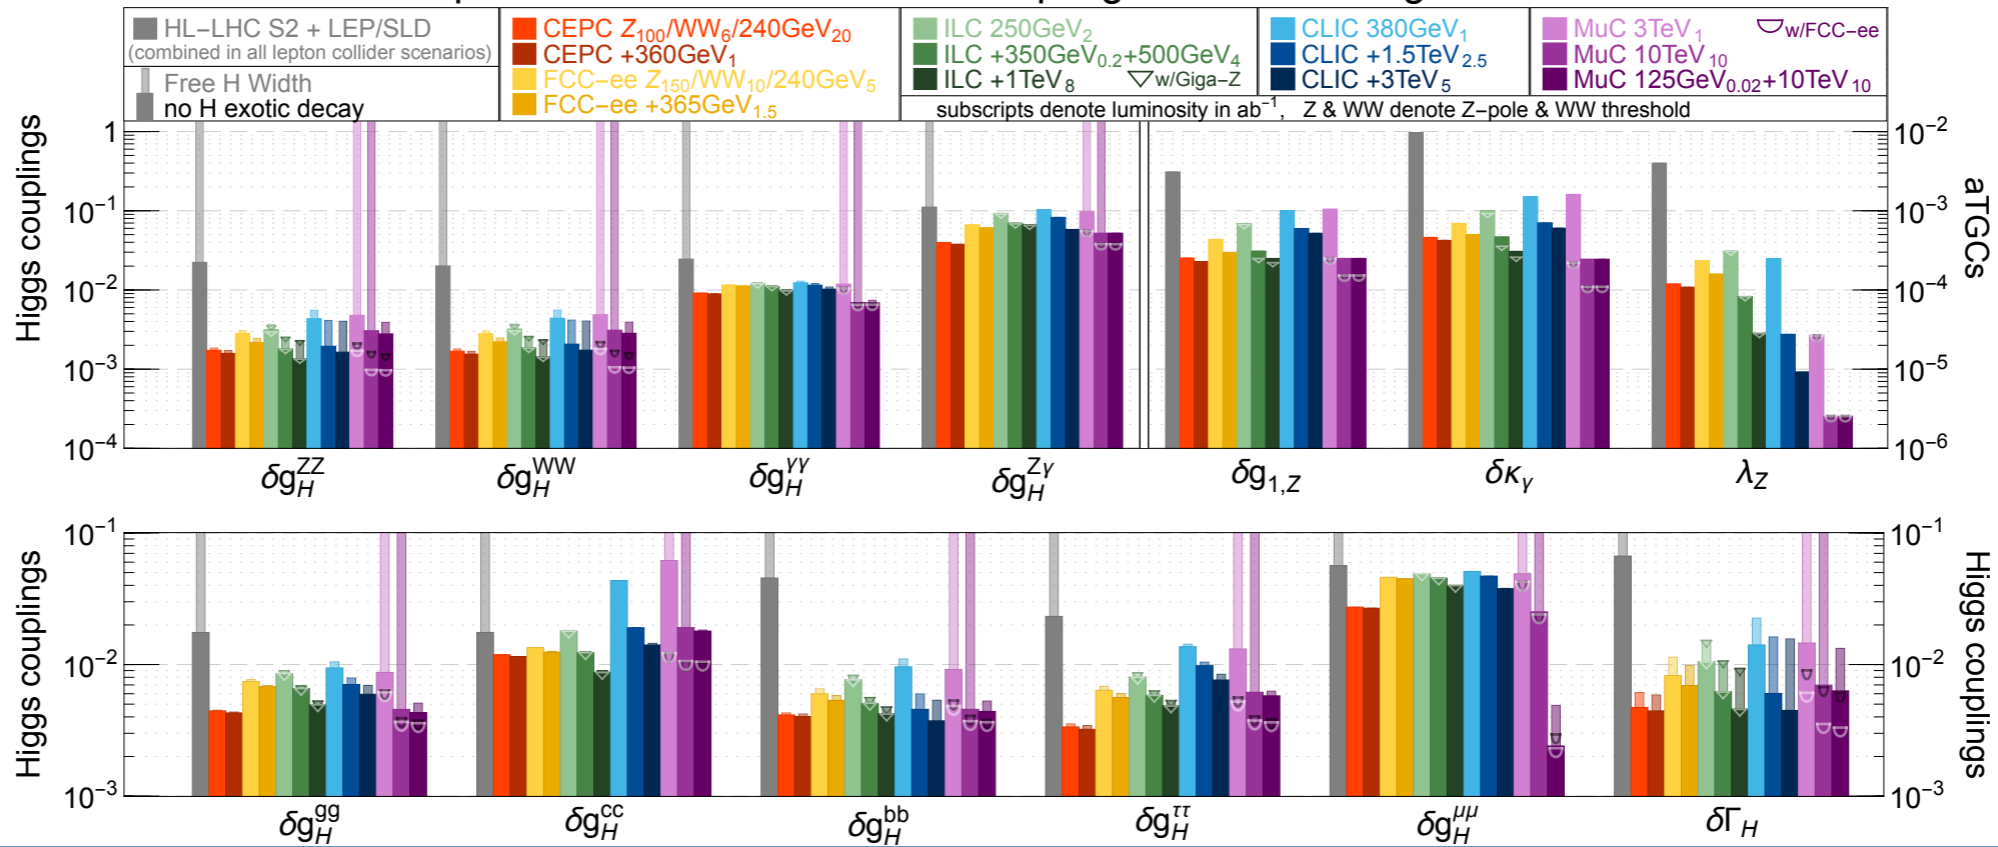 HL−LHC S2 + LEP/SLD
(combined in all lepton collider scenarios)
Free H Width
no H exotic decay
CEPC Z100/WW6/240GeV20
CEPC +360GeV1
FCC−ee Z150/WW10/240GeV5
FCC−ee +365GeV1.5
ILC 250GeV2
ILC +350GeV0.2+500GeV4
ILC +1TeV8 w/Giga−Z
CLIC 380GeV1
CLIC +1.5TeV2.5
CLIC +3TeV5
MuC 3TeV1 w/FCC−ee
MuC 10TeV10
MuC 125GeV0.02+10TeV10
subscripts denote luminosity in ab−1, Z & WW denote Z−pole & WW threshold
Higgs couplings
1
10−1
10−2
10−3
10−4
10−2
10−3
10−4
10−5
10−6
aTGCs
δgHZZ δgHWW δgHγγ δgHZγ δg1,Z δκγ λZ
Higgs couplings
10−1
10−2
10−3
10−1
10−2
10−3
Higgs couplings
δgHgg δgHcc δgHbb δgHττ δgHμμ δΓH